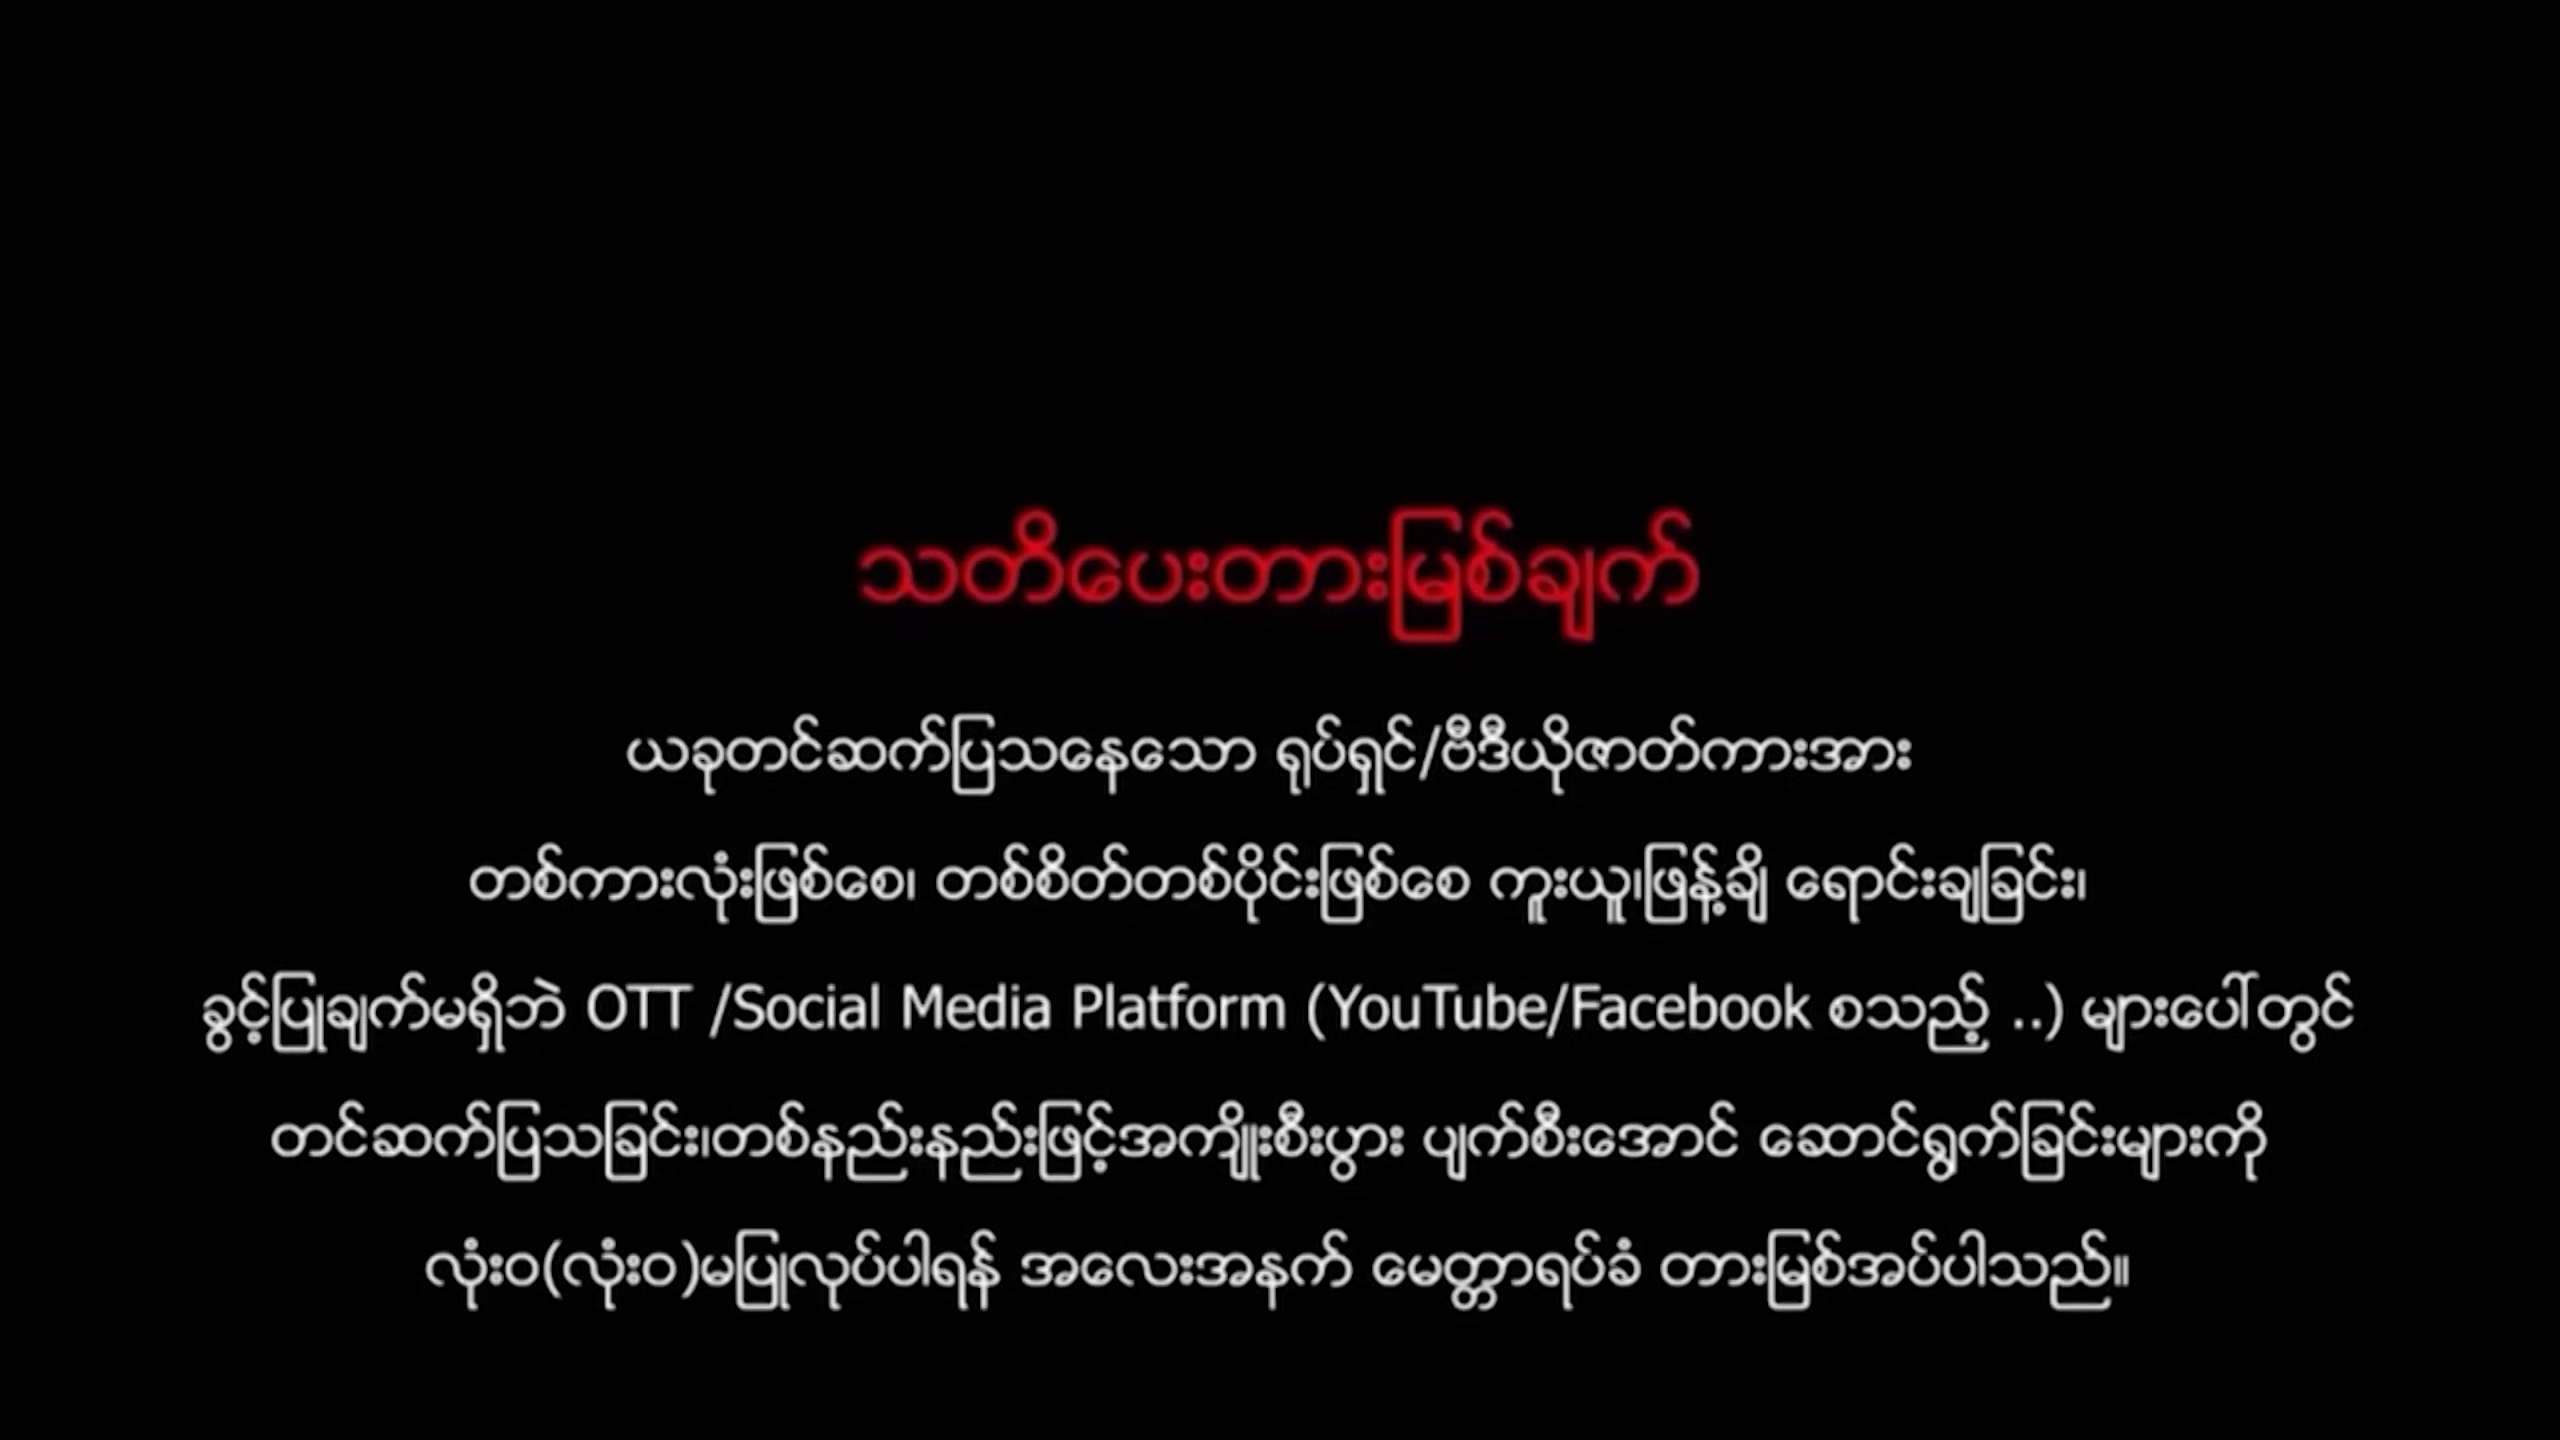 သတိပေးတားမြစ်ချက်
ယခုတင်ဆက်ပြသနေသော ရုပ်ရှင်/ဗီဒီယိုဇာတ်ကားအား
တစ်ကားလုံးဖြစ်စေ၊ တစ်စိတ်တစ်ပိုင်းဖြစ်စေ ကူးယူ၊ဖြန့်ချိ ရောင်းချခြင်း၊
ခွင့်ပြုချက်မရှိဘဲ OTT /Social Media Platform (YouTube/Facebook စသည့် ..) များပေါ်တွင်
တင်ဆက်ပြသခြင်း၊တစ်နည်းနည်းဖြင့်အကျိုးစီးပွား ပျက်စီးအောင် ဆောင်ရွက်ခြင်းများကို
လုံးဝ(လုံးဝ)မပြုလုပ်ပါရန် အလေးအနက် မေတ္တာရပ်ခံ တားမြစ်အပ်ပါသည်။